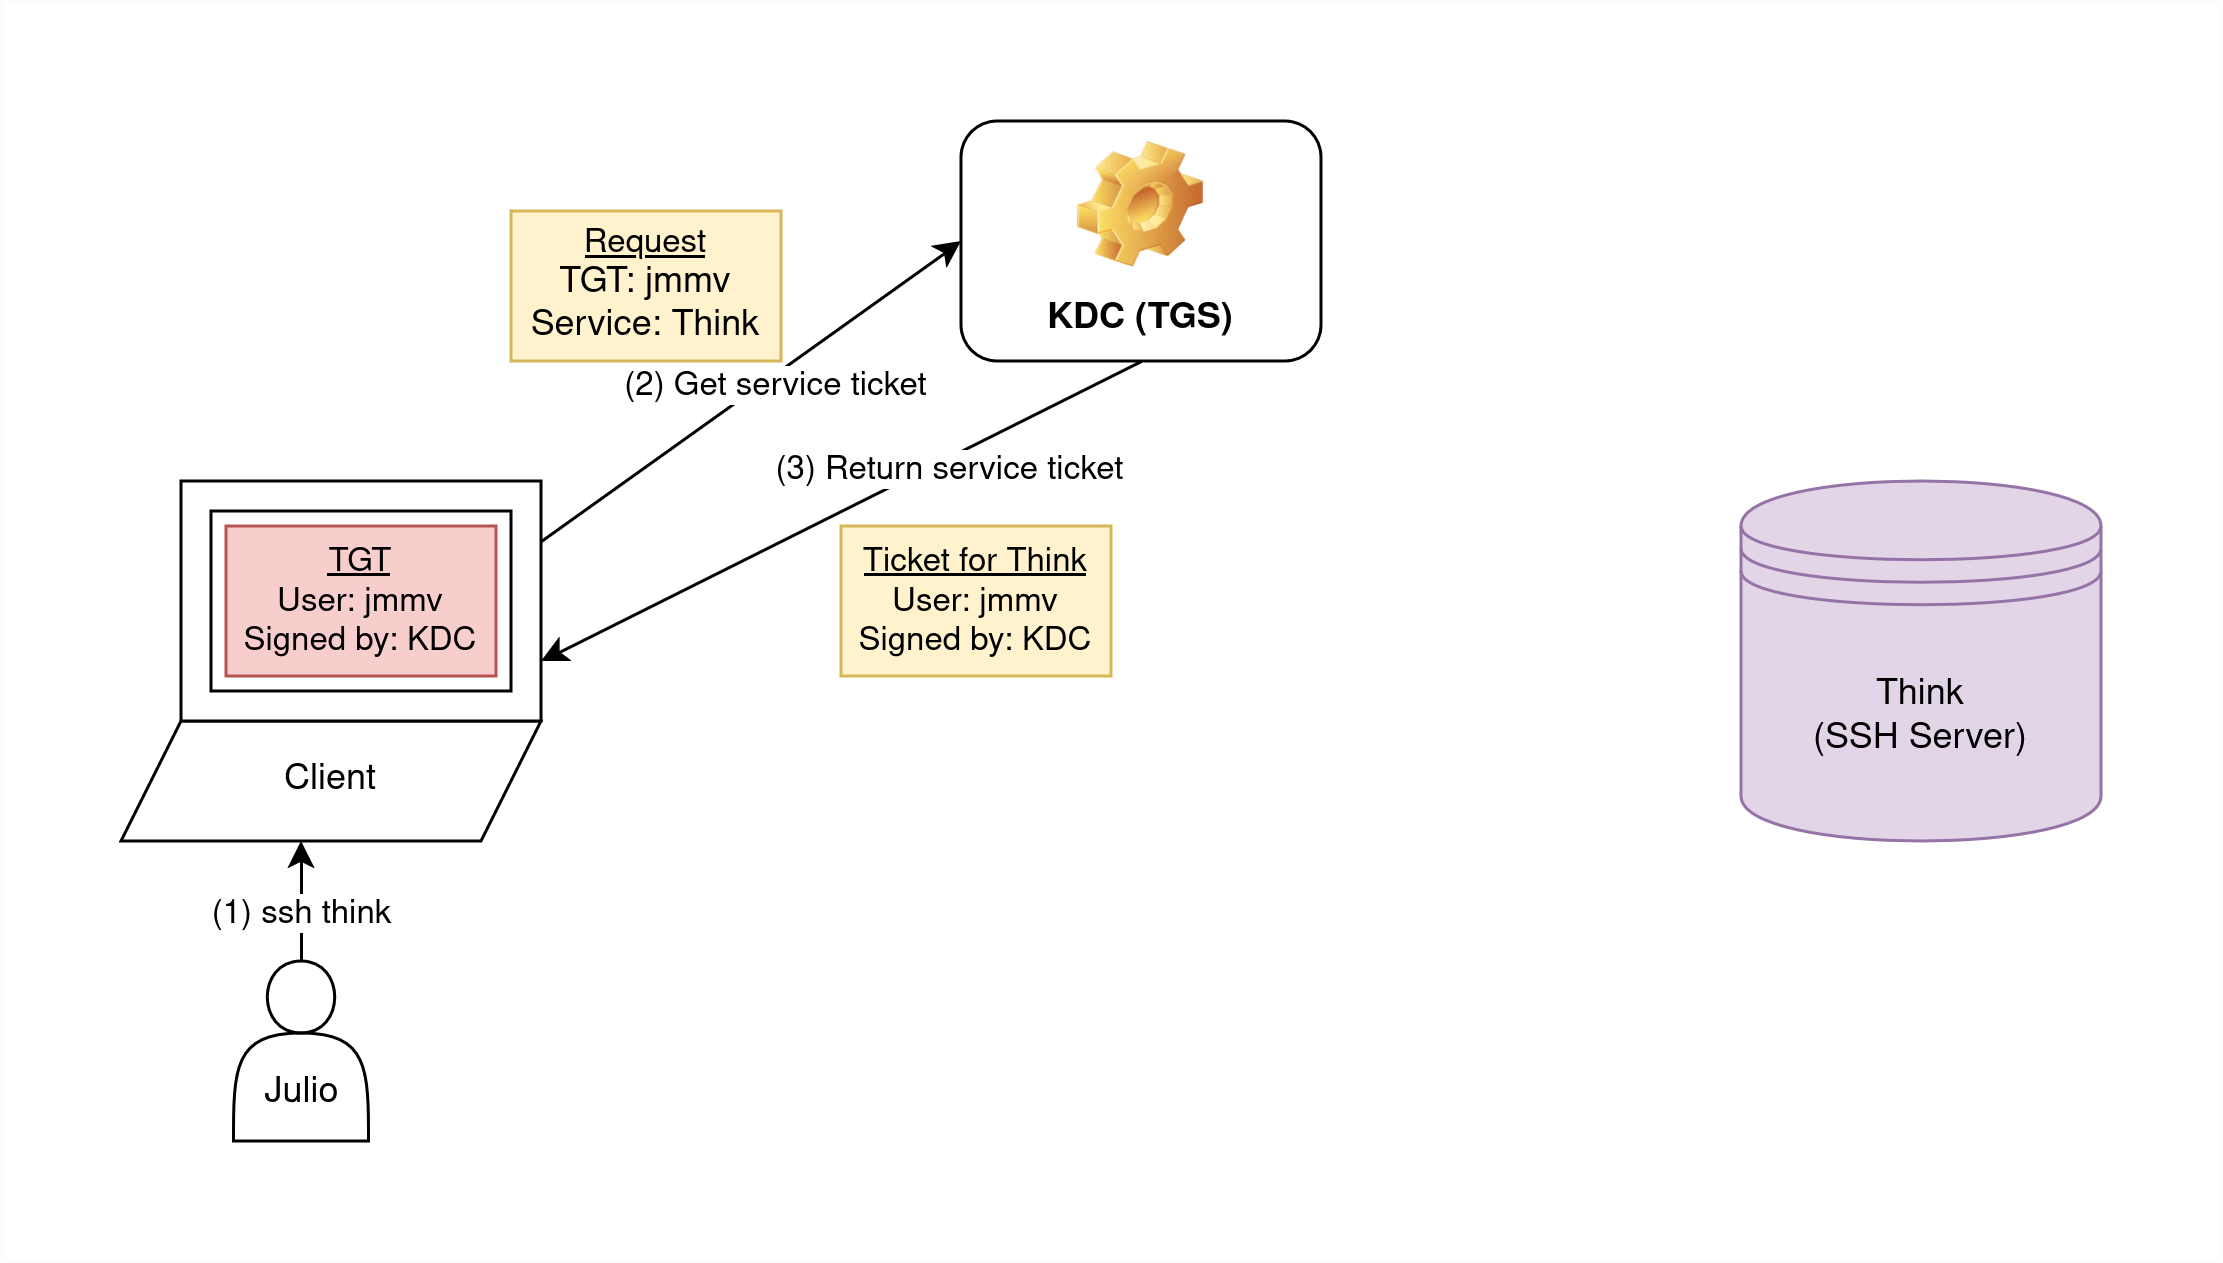 Request
TGT: jmmv
Service: Think
KDC (TGS)
(2) Get service ticket
(3) Return service ticket
TGT
User: jmmv
Signed by: KDC
Ticket for Think
User: jmmv
Signed by: KDC
Think
(SSH Server)
Client
(1) ssh think
Julio